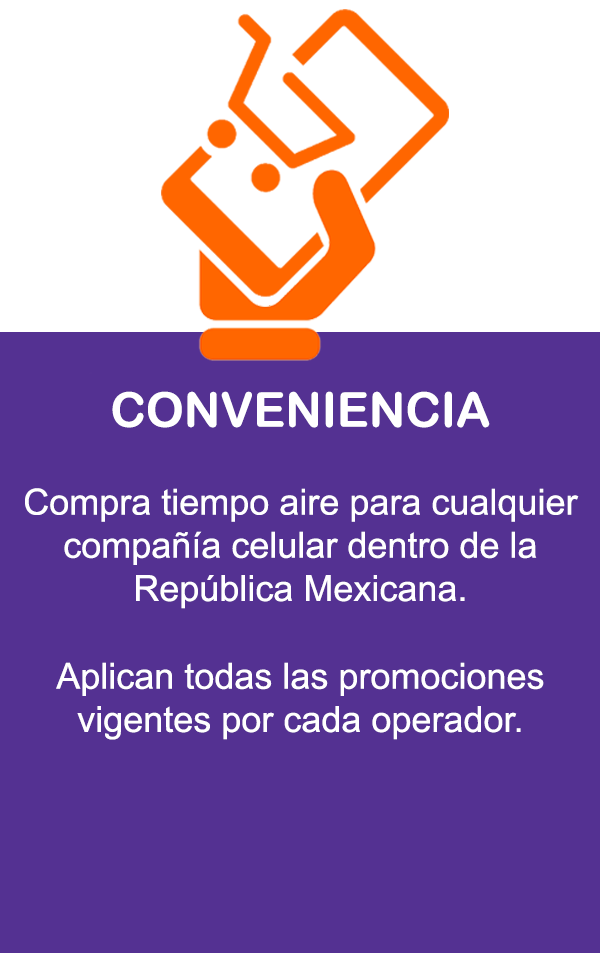 CONVENIENCIA
Compra tiempo aire para cualquier
compañía celular dentro de la
República Mexicana.
Aplican todas las promociones
vigentes por cada operador.